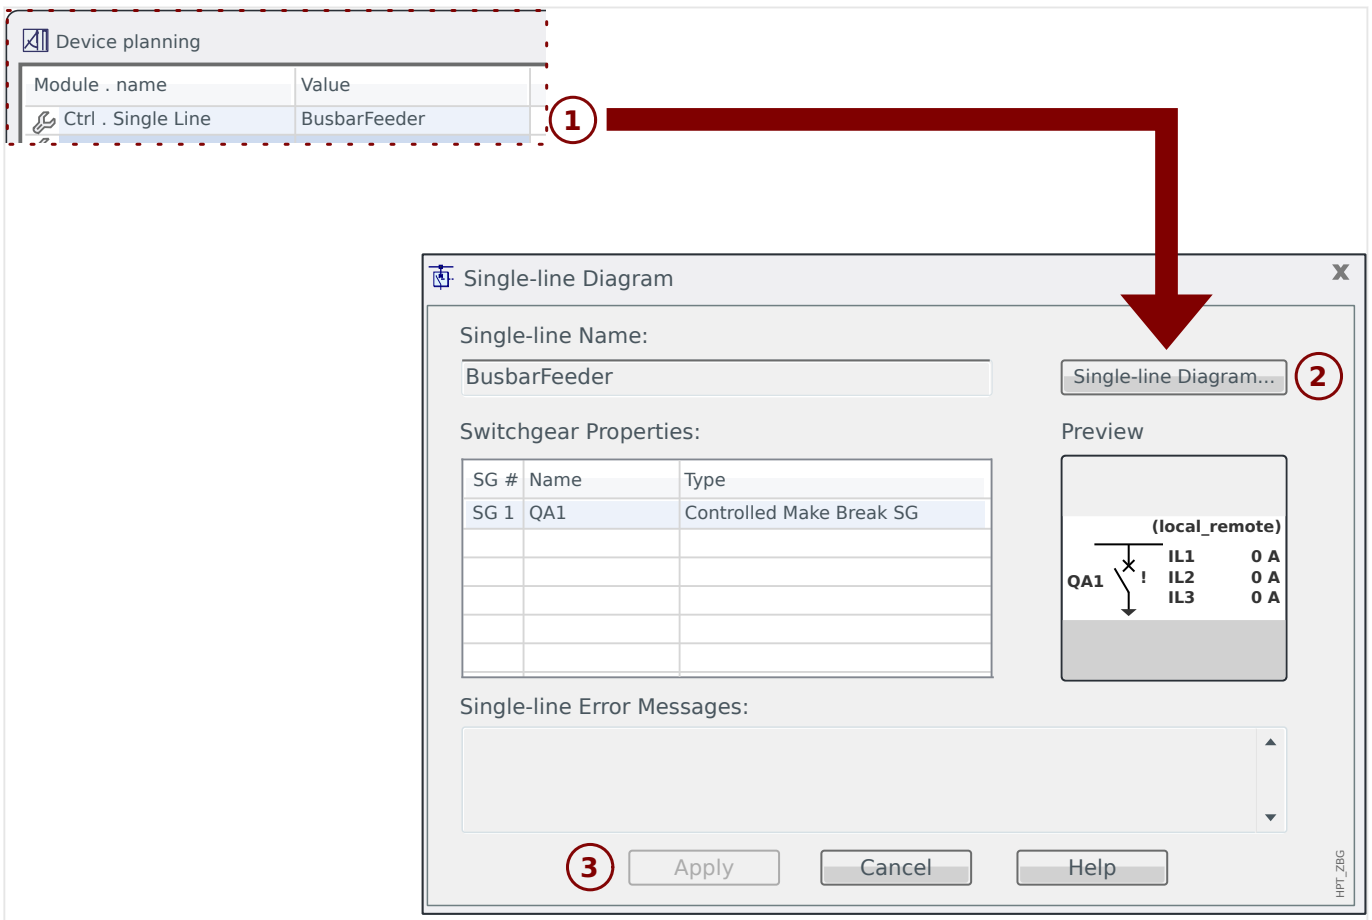 Device planning
Module . name Value
Ctrl . Single Line BusbarFeeder
1
Single-line Diagram x
Single-line Name:
BusbarFeeder
Single-line Diagram...
2
Switchgear Properties:
Preview
SG # Name Type
SG 1 QA1 Controlled Make Break SG
(local_remote)
IL1 0 A
QA1 ! IL2 0 A
IL3 0 A
Single-line Error Messages:
3
Apply Cancel Help
HPT_ZBG